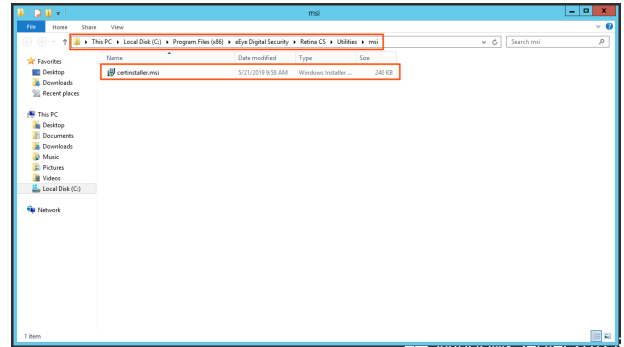 msi
File Home Share View
This PC Local Disk (C:) Program Files (x86) eEye Digital Security Retina CS Utilities msi
Search msi
Name Date modified Type Size
certinstaller.msi 5/21/2019 9:58 AM Windows Installer ... 240 KB
Favorites
Desktop
Downloads
Recent places
This PC
Desktop
Documents
Downloads
Music
Pictures
Videos
Local Disk (C:)
Network
1 item